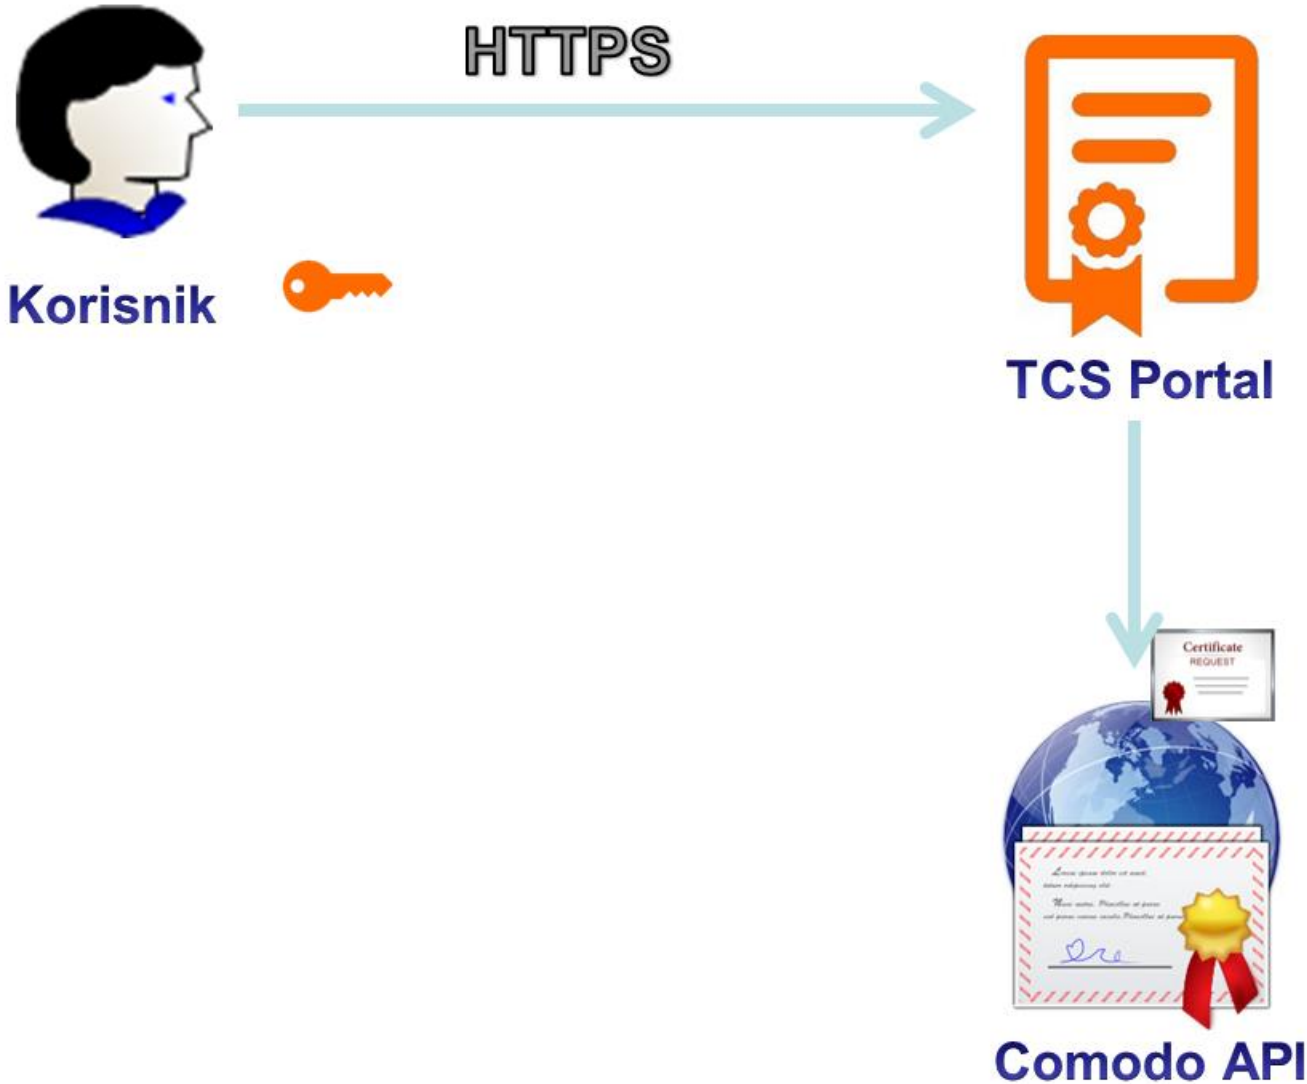 HTTPS
Korisnik
TCS Portal
Certificate
REQUEST
Comodo API